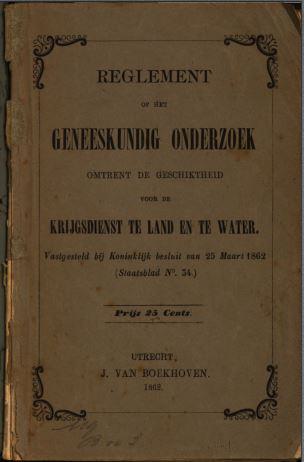 REGLEMENT
OP HET
GENEESKUNDIG ONDERZOEK
OMTRENT DE GESCHIKTHEID
VOOR DE
KRIJGSDIENST TE LAND EN TE WATER.
Vastgesteld bij Koninklijk besluit van 25 Maart 1862
(Staatsblad No. 34.)
Prijs 25 Cents.
UTRECHT,
J. VAN BOEKHOVEN.
1862.